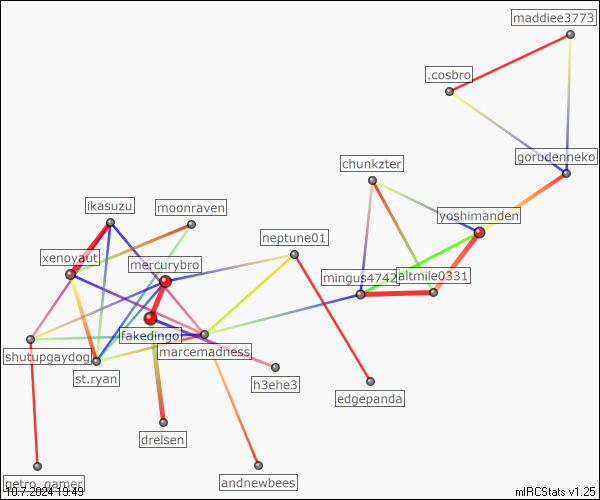 maddiee3773
.cosbro
chunkzter
gorudenneko
ikasuzu
moonraven
yoshimanden
neptune01
xenoyaut
mercurybro
mingus4742
altmile0331
fakedingo
marcemadness
shutupgaydog
st.ryan
h3ehe3
edgepanda
drelsen
getro_gamer
andnewbees
10.7.2024 19:49
mIRCStats v1.25